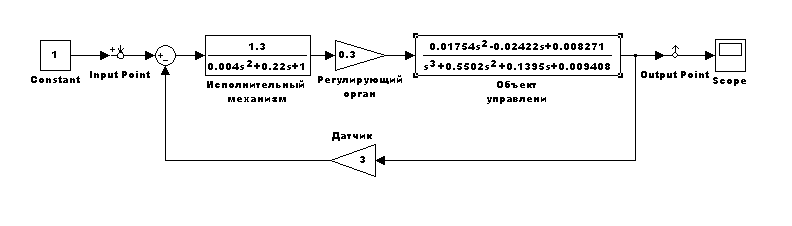 1
Constant
Input Point
1.3
0.004s²+0.22s+1
Исполнительный
механизм
0.3
Регулирующий
орган
0.01754s²-0.02422s+0.008271
s³+0.5502s²+0.1395s+0.009408
Объект
управлени
Output Point
Scope
Датчик
3